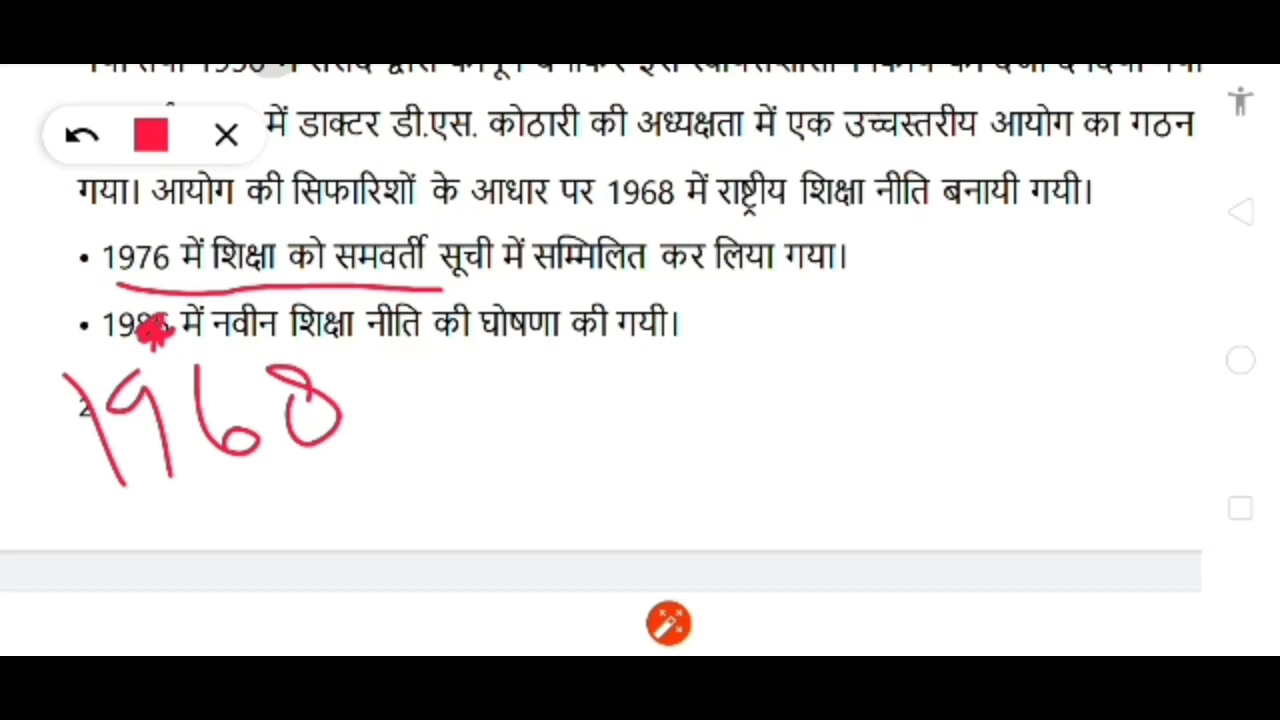 में डाक्टर डी.एस. कोठारी की अध्यक्षता में एक उच्चस्तरीय आयोग का गठन
गया। आयोग की सिफारिशों के आधार पर 1968 में राष्ट्रीय शिक्षा नीति बनायी गयी।
• 1976 में शिक्षा को समवर्ती सूची में सम्मिलित कर लिया गया।
• में नवीन शिक्षा नीति की घोषणा की गयी।
1968